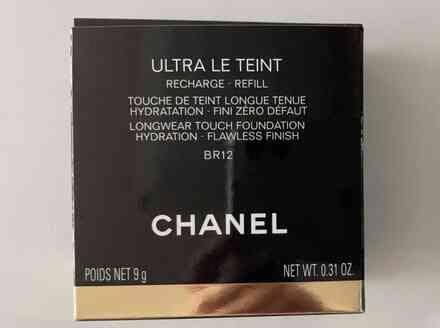 ULTRA LE TEINT
RECHARGE · REFILL
TOUCHE DE TEINT LONGUE TENUE
HYDRATATION · FINI ZÉRO DÉFAUT
LONGWEAR TOUCH FOUNDATION
HYDRATION · FLAWLESS FINISH
BR12
CHANEL
POIDS NET 9 g NET WT. 0.31 OZ.